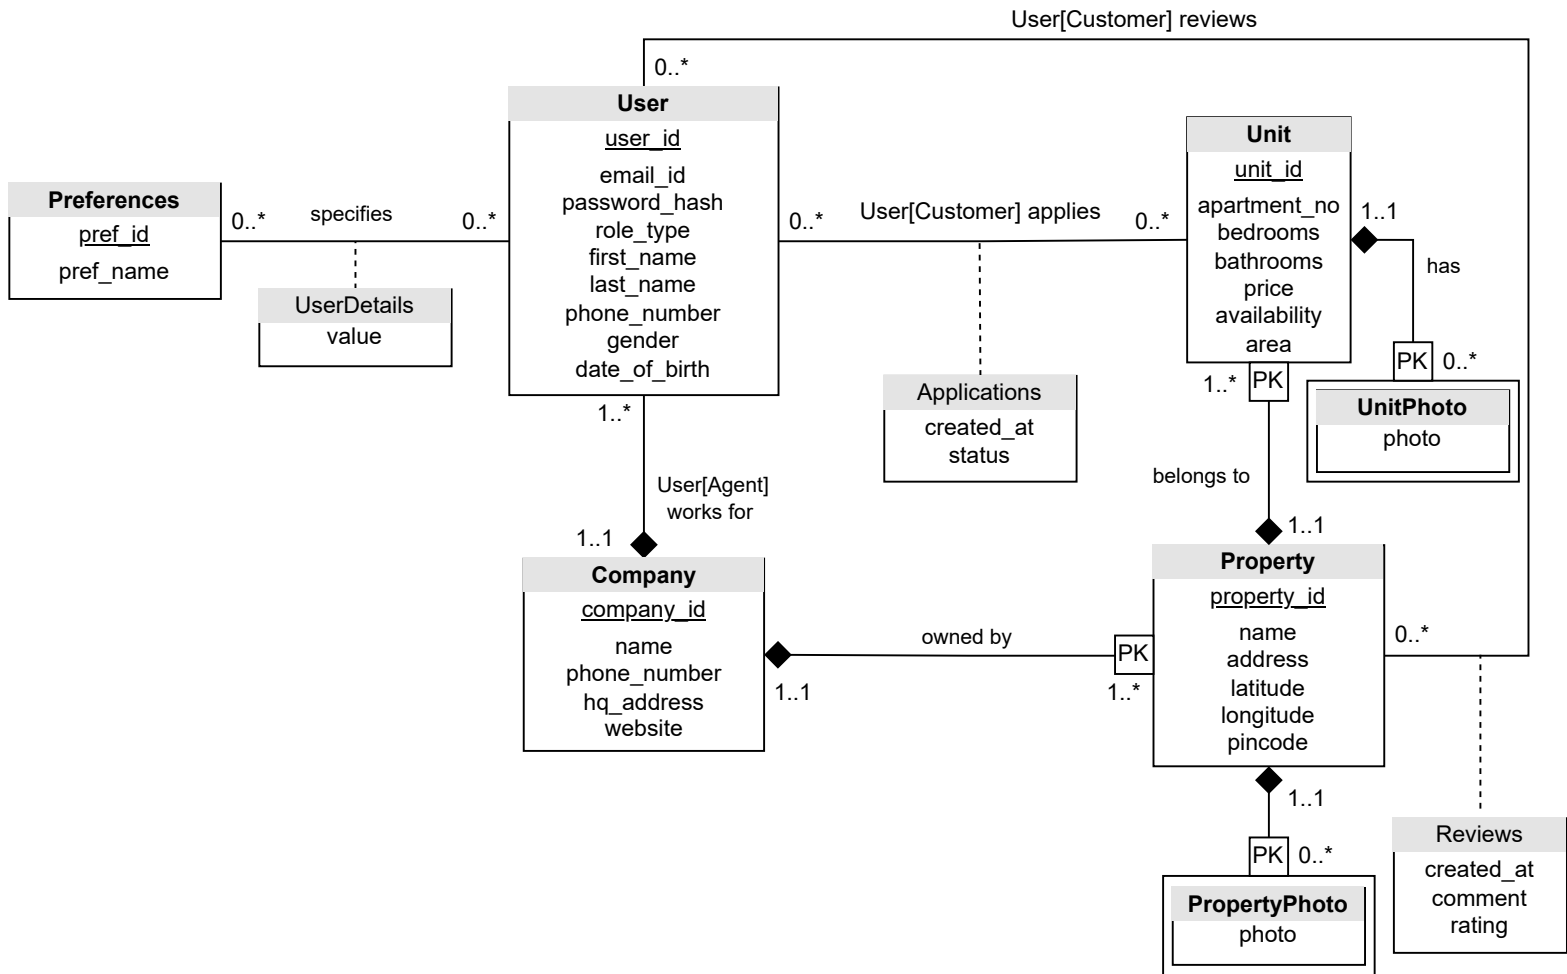 User[Customer] reviews
0..*
User
user_id
email_id
password_hash
role_type
first_name
last_name
phone_number
gender
date_of_birth
1..*
Preferences
pref_id
pref_name
0..*
specifies
0..*
UserDetails
value
0..*
User[Customer] applies
0..*
Applications
created_at
status
Unit
unit_id
apartment_no
bedrooms
bathrooms
price
availability
area
1..1
has
PK
0..*
UnitPhoto
photo
1..*
PK
belongs to
1..1
User[Agent]
works for
1..1
Company
company_id
name
phone_number
hq_address
website
owned by
1..1
PK
1..*
Property
property_id
name
address
latitude
longitude
pincode
0..*
1..1
PK
0..*
PropertyPhoto
photo
Reviews
created_at
comment
rating